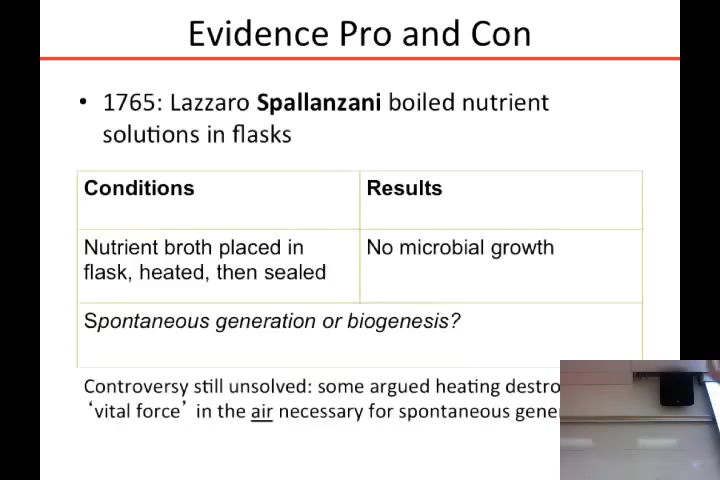 Evidence Pro and Con
• 1765: Lazzaro Spallanzani boiled nutrient
solutions in flasks
Conditions
Results
Nutrient broth placed in
flask, heated, then sealed
No microbial growth
Spontaneous generation or biogenesis?
Controversy still unsolved: some argued heating
‘vital force’ in the air necessary for spontaneous